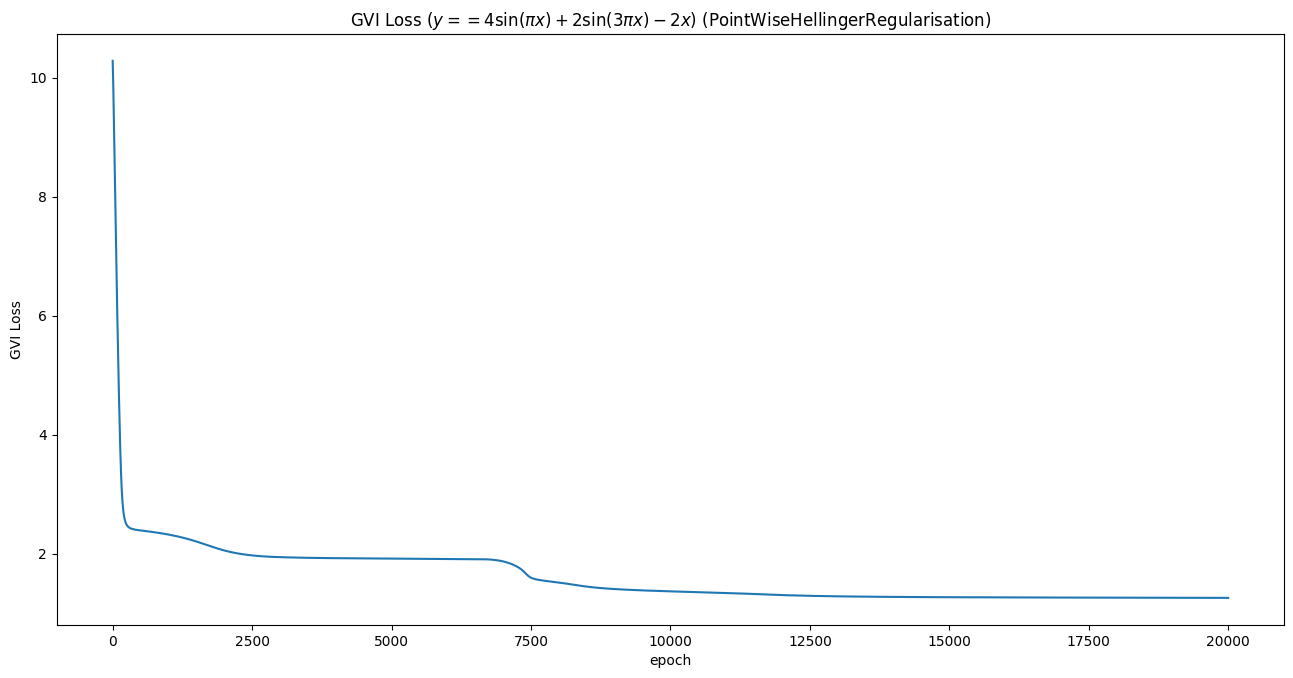 GVI Loss (y == 4sin(πx) + 2sin(3πx) − 2x) (PointWiseHellingerRegularisation)
10
8
6
4
2
GVI Loss
0 2500 5000 7500 10000 12500 15000 17500 20000
epoch